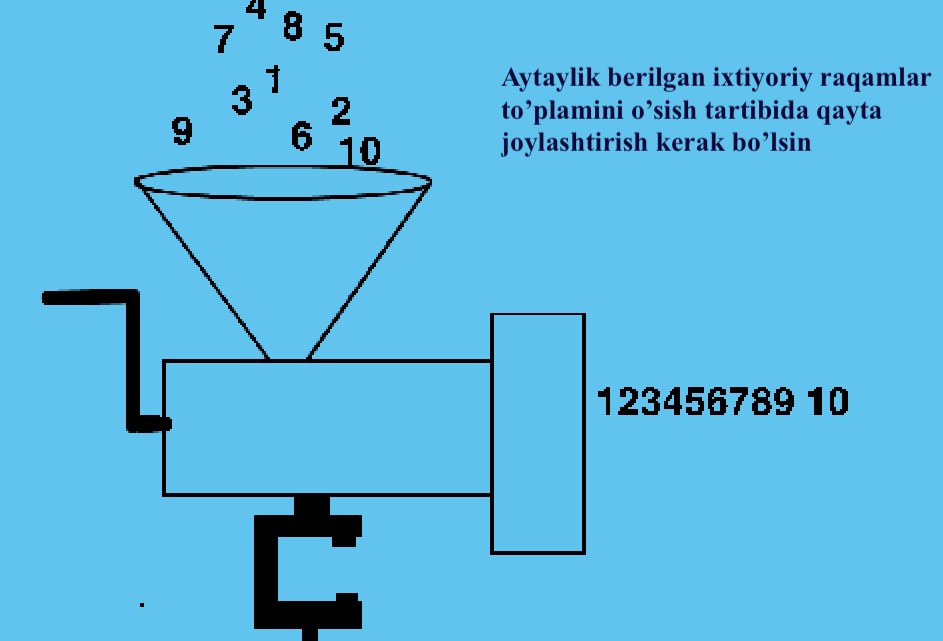 4
7 8 5
1
3
2
9 6
10
Aytaylik berilgan ixtiyoriy raqamlar
to’plamini o’sish tartibida qayta
joylashtirish kerak bo’lsin
123456789 10